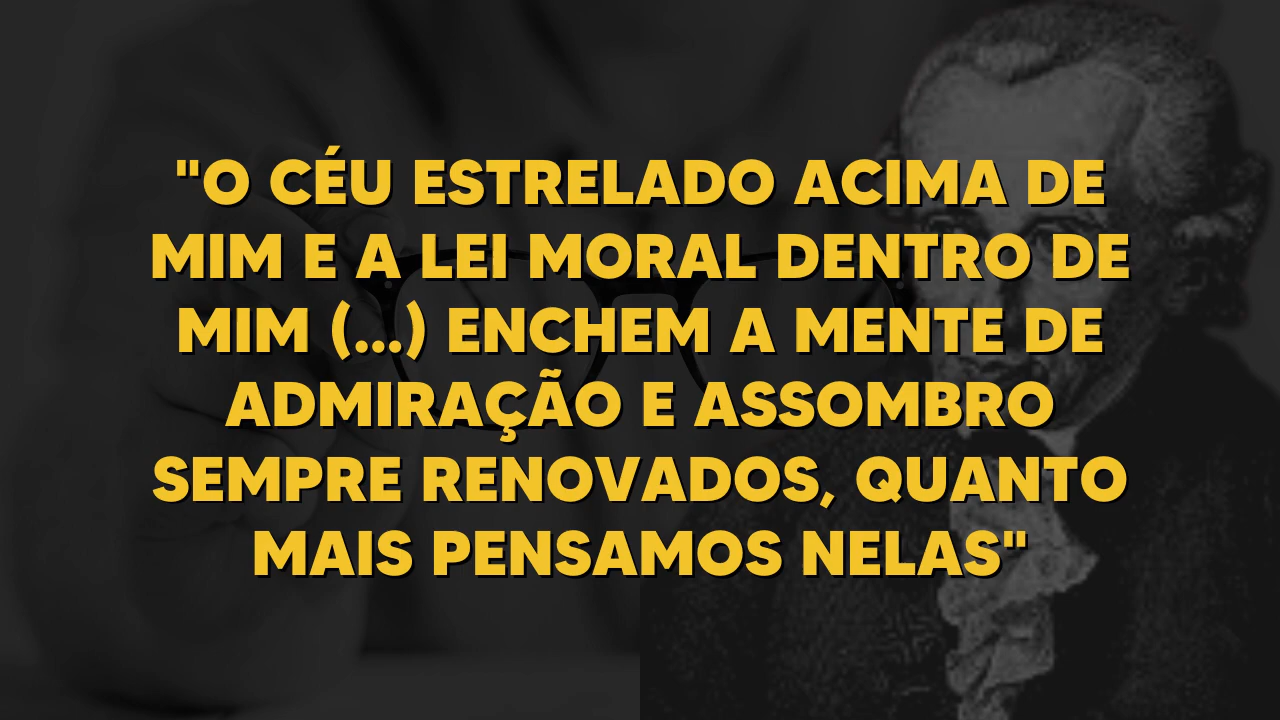 "O CÉU ESTRELADO ACIMA DE
MIM E A LEI MORAL DENTRO DE
MIM (...) ENCHEM A MENTE DE
ADMIRAÇÃO E ASSOMBRO
SEMPRE RENOVADOS, QUANTO
MAIS PENSAMOS NELAS"